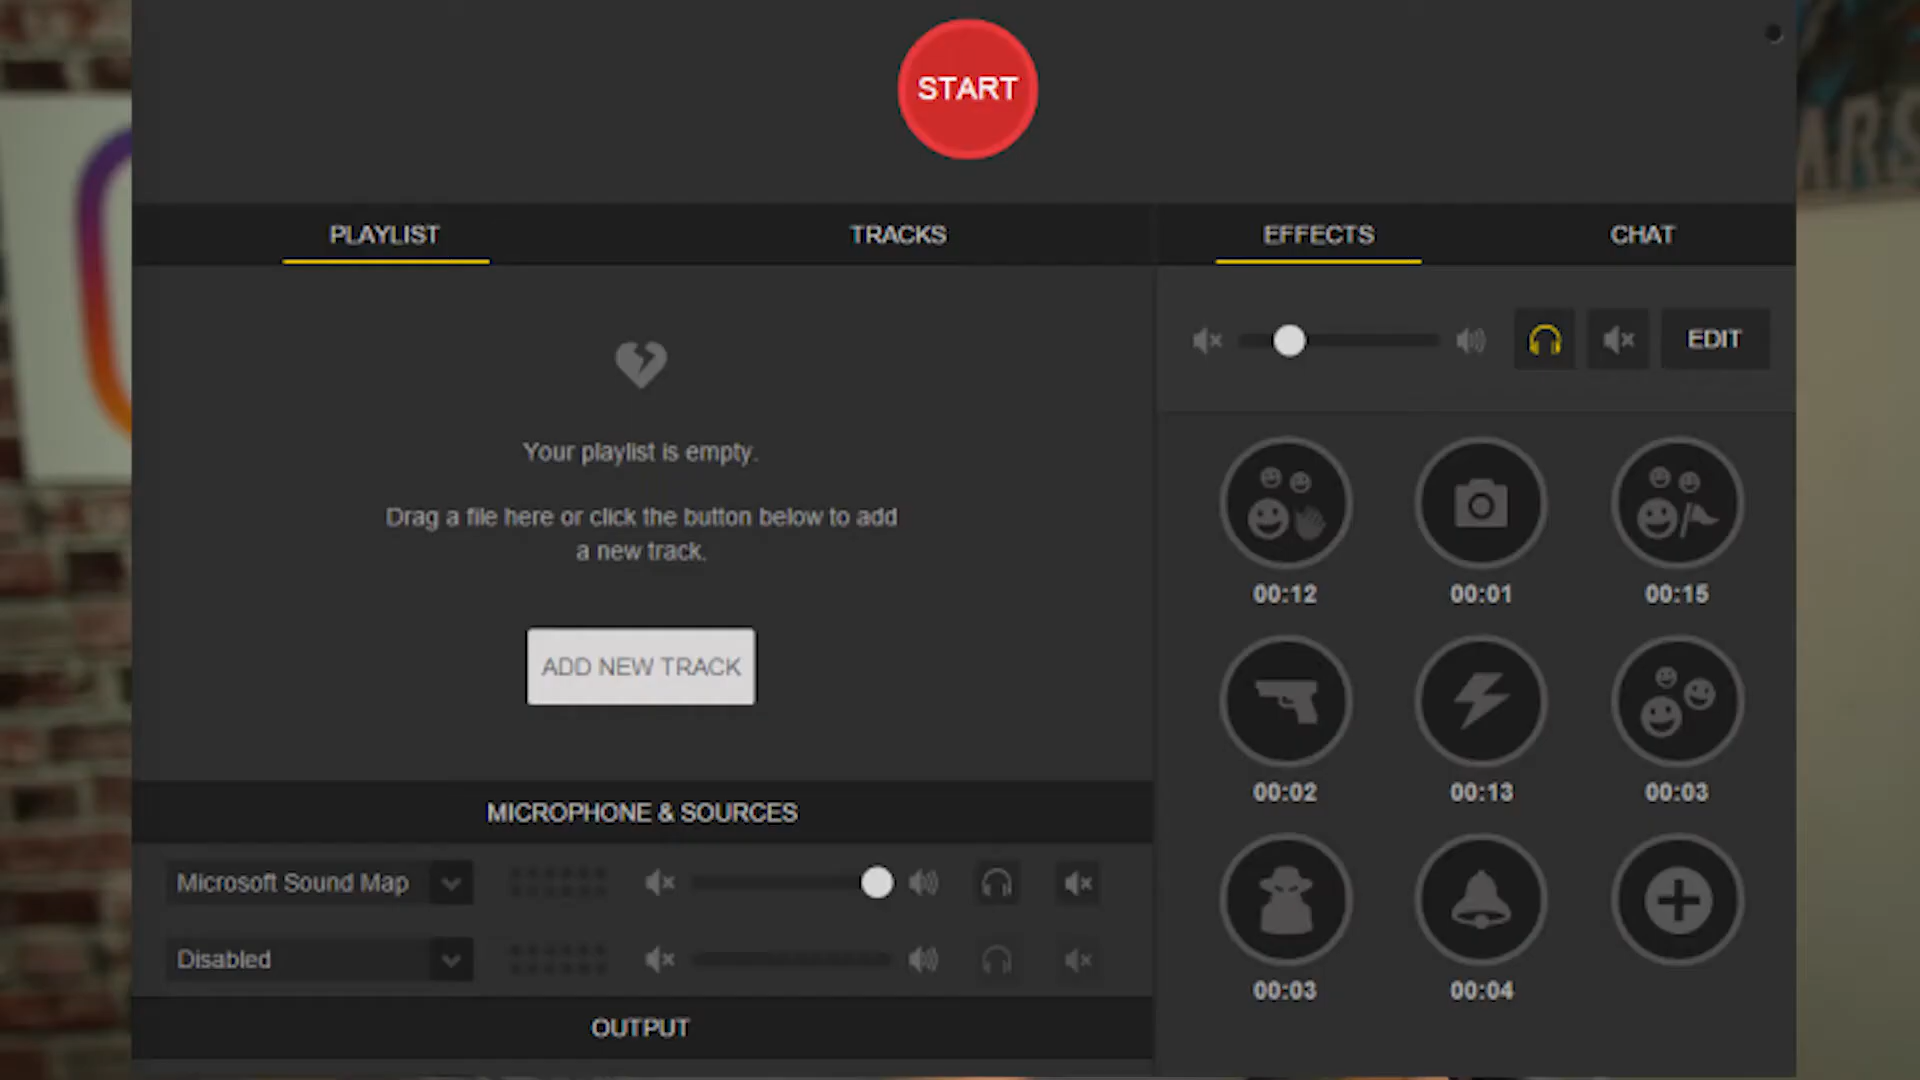 START
PLAYLIST
TRACKS
EFFECTS
CHAT
EDIT
Your playlist is empty.
Drag a file here or click the button below to add
a new track.
ADD NEW TRACK
00:12
00:01
00:15
00:02
00:13
00:03
00:03
00:04
MICROPHONE & SOURCES
Microsoft Sound Map
Disabled
OUTPUT